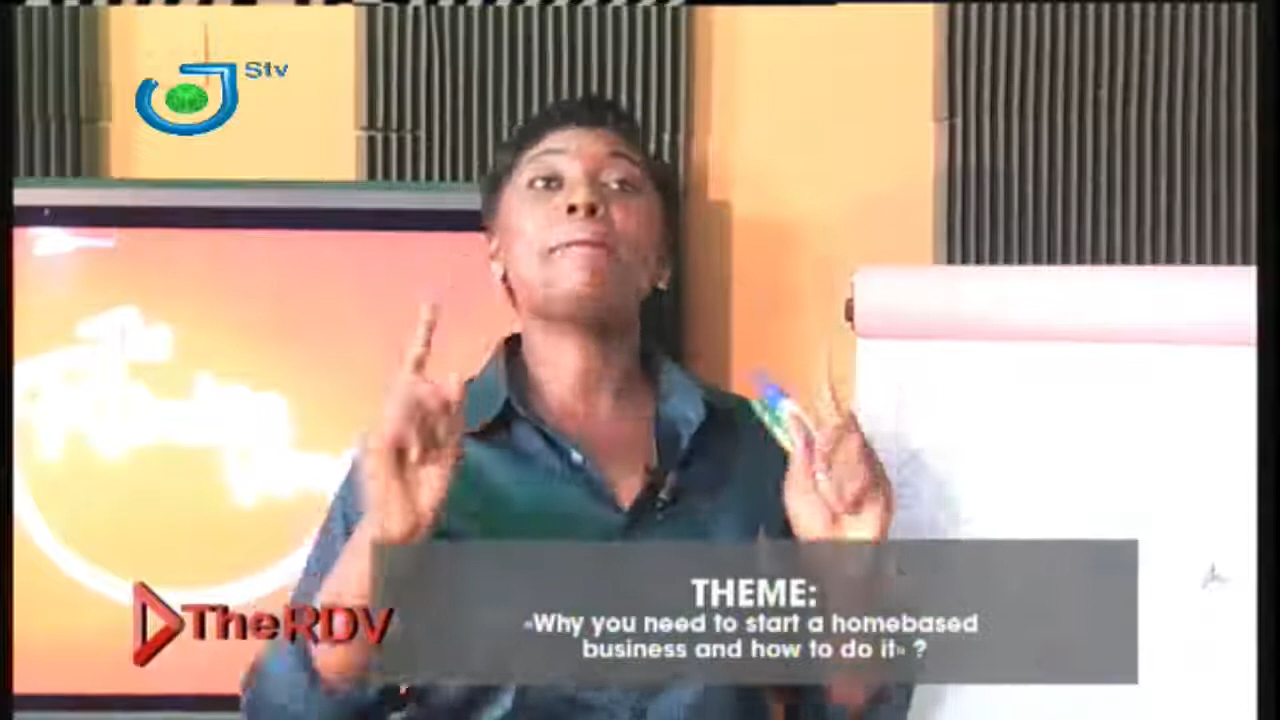 Stv
THEME:
«Why you need to start a homebased
business and how to do it» ?
TheRDV